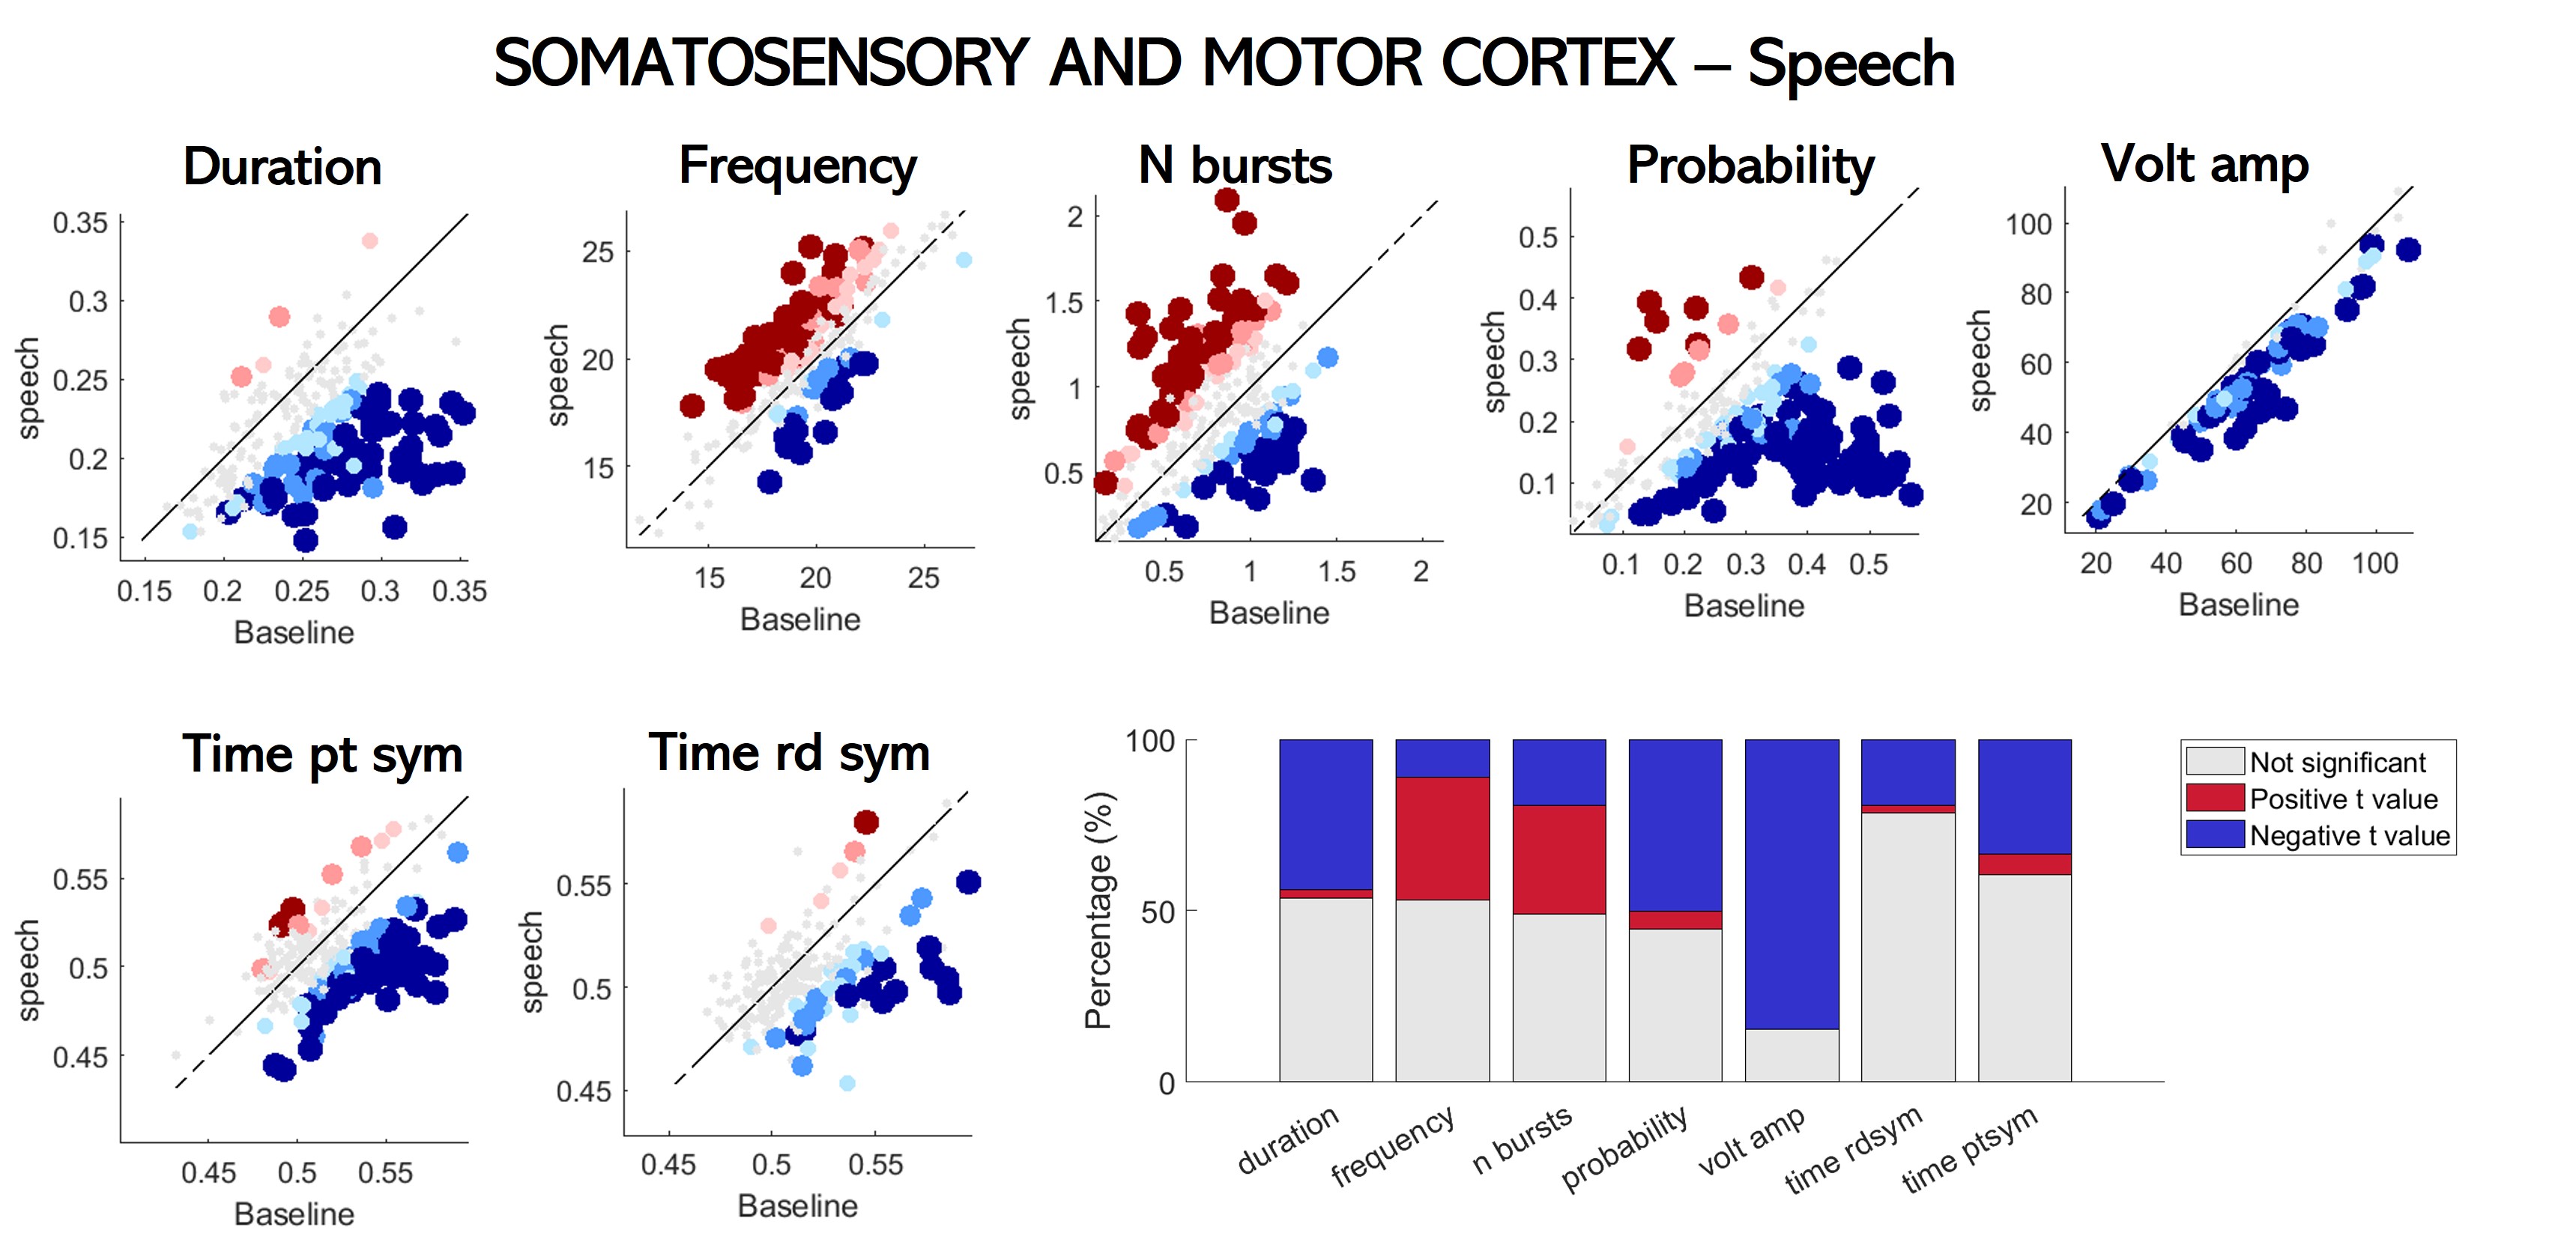 SOMATOSENSORY AND MOTOR CORTEX – Speech
Duration
Frequency
N bursts
Probability
Volt amp
speech
0.35
0.3
0.25
0.2
0.15
0.15 0.2 0.25 0.3 0.35
Baseline
speech
25
20
15
15 20 25
Baseline
speech
2
1.5
1
0.5
0.5 1 1.5 2
Baseline
speech
0.5
0.4
0.3
0.2
0.1
0.1 0.2 0.3 0.4 0.5
Baseline
speech
100
80
60
40
20
20 40 60 80 100
Baseline
Time pt sym
speech
0.55
0.5
0.45
0.45 0.5 0.55
Baseline
Time rd sym
speech
0.55
0.5
0.45
0.45 0.5 0.55
Baseline
Percentage (%)
100
50
0
duration
frequency
n bursts
probability
volt amp
time rdsym
time ptsym
Not significant
Positive t value
Negative t value